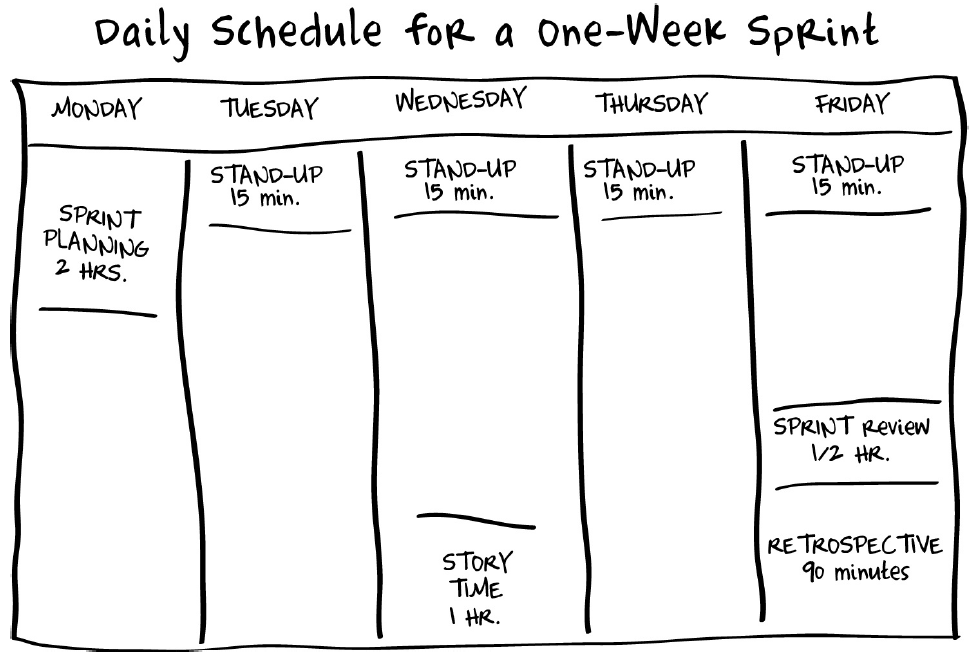 Daily Schedule for a One-Week Sprint
MONDAY
TUESDAY
WEDNESDAY
THURSDAY
FRIDAY
SPRINT
PLANNING
2 HRS.
STAND-UP
15 min.
STAND-UP
15 min.
STORY
TIME
1 HR.
STAND-UP
15 min.
STAND-UP
15 min.
SPRINT Review
1/2 HR.
RETROSPECTIVE
90 minutes